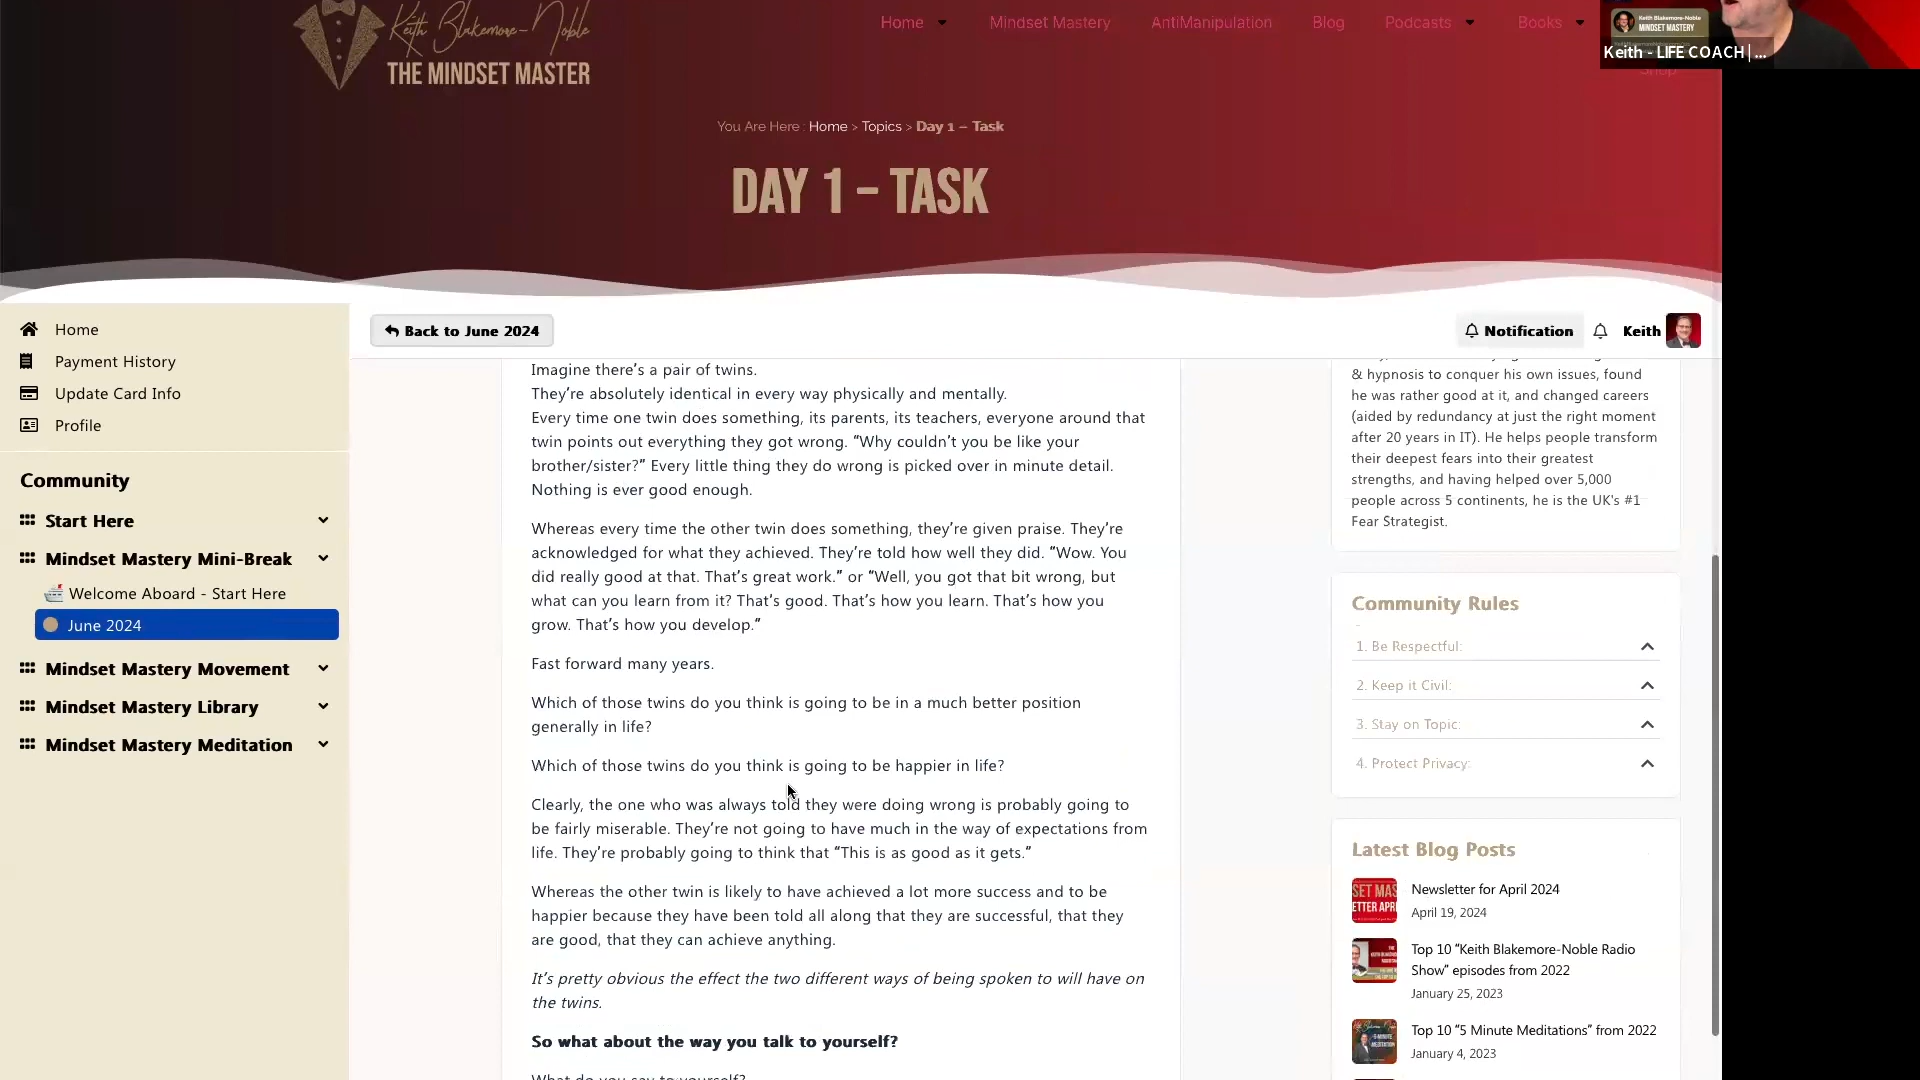 Keith Blakemore-Noble
THE MINDSET MASTER
Home
Mindset Mastery
AntiManipulation
Blog
Podcasts
Books
Shop
Keith Blakemore-Noble
MINDSET MASTERY
Keith - LIFE COACH | ...
You Are Here : Home > Topics > Day 1 – Task
DAY 1 – TASK
Home
Payment History
Update Card Info
Profile
Community
Start Here
Mindset Mastery Mini-Break
Welcome Aboard - Start Here
June 2024
Mindset Mastery Movement
Mindset Mastery Library
Mindset Mastery Meditation
Back to June 2024
Notification
Keith
Imagine there’s a pair of twins.
They’re absolutely identical in every way physically and mentally.
Every time one twin does something, its parents, its teachers, everyone around that
twin points out everything they got wrong. “Why couldn’t you be like your
brother/sister?” Every little thing they do wrong is picked over in minute detail.
Nothing is ever good enough.
Whereas every time the other twin does something, they’re given praise. They’re
acknowledged for what they achieved. They’re told how well they did. “Wow. You
did really good at that. That’s great work.” or “Well, you got that bit wrong, but
what can you learn from it? That’s good. That’s how you learn. That’s how you
grow. That’s how you develop.”
Fast forward many years.
Which of those twins do you think is going to be in a much better position
generally in life?
Which of those twins do you think is going to be happier in life?
Clearly, the one who was always told they were doing wrong is probably going to
be fairly miserable. They’re not going to have much in the way of expectations from
life. They’re probably going to think that “This is as good as it gets.”
Whereas the other twin is likely to have achieved a lot more success and to be
happier because they have been told all along that they are successful, that they
are good, that they can achieve anything.
It’s pretty obvious the effect the two different ways of being spoken to will have on
the twins.
So what about the way you talk to yourself?
What do you say to yourself?
& hypnosis to conquer his own issues, found
he was rather good at it, and changed careers
(aided by redundancy at just the right moment
after 20 years in IT). He helps people transform
their deepest fears into their greatest
strengths, and having helped over 5,000
people across 5 continents, he is the UK's #1
Fear Strategist.
Community Rules
1. Be Respectful:
2. Keep it Civil:
3. Stay on Topic:
4. Protect Privacy:
Latest Blog Posts
Newsletter for April 2024
April 19, 2024
Top 10 “Keith Blakemore-Noble Radio
Show” episodes from 2022
January 25, 2023
Top 10 “5 Minute Meditations” from 2022
January 4, 2023